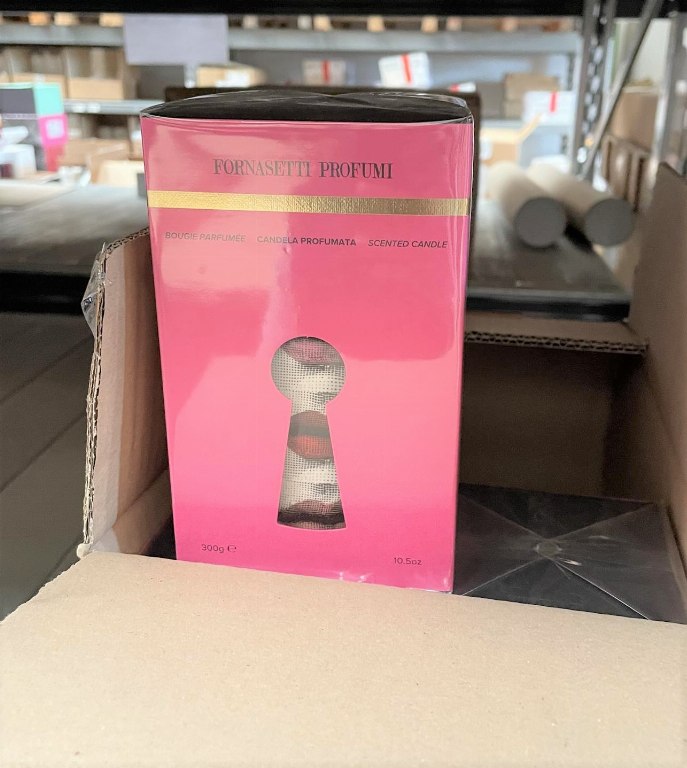 FORNASETTI PROFUMI
BOUGIE PARFUMÉE CANDELA PROFUMATA SCENTED CANDLE
300g ℮ 10.5oz